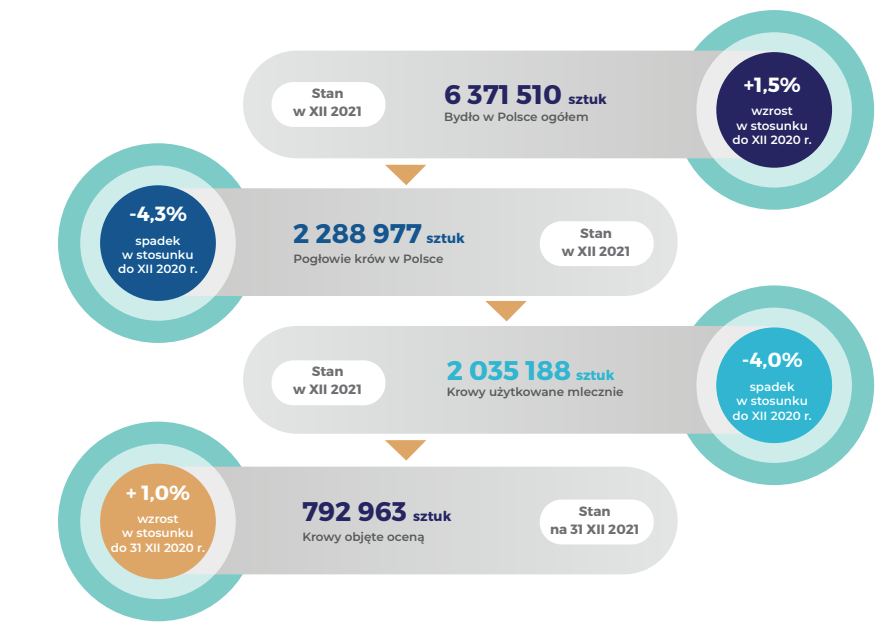 Stan
w XII 2021
6 371 510 sztuk
Bydło w Polsce ogółem
+1,5%
wzrost
w stosunku
do XII 2020 r.
-4,3%
spadek
w stosunku
do XII 2020 r.
2 288 977 sztuk
Pogłowie krów w Polsce
Stan
w XII 2021
Stan
w XII 2021
2 035 188 sztuk
Krowy użytkowane mlecznie
-4,0%
spadek
w stosunku
do XII 2020 r.
+ 1,0%
wzrost
w stosunku
do 31 XII 2020 r.
792 963 sztuk
Krowy objęte oceną
Stan
na 31 XII 2021